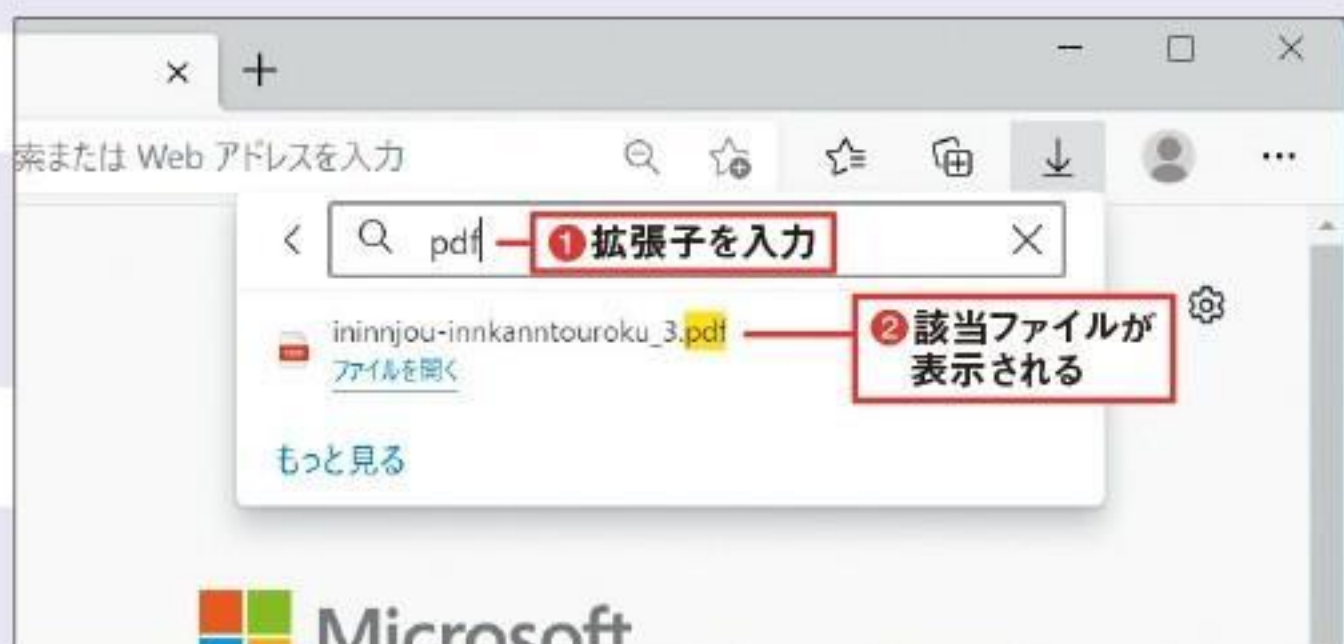 索または Web アドレスを入力
pdf
❶拡張子を入力
ininnjou-innkanntouroku_3.pdf
ファイルを開く
❷該当ファイルが
表示される
もっと見る
Microsoft